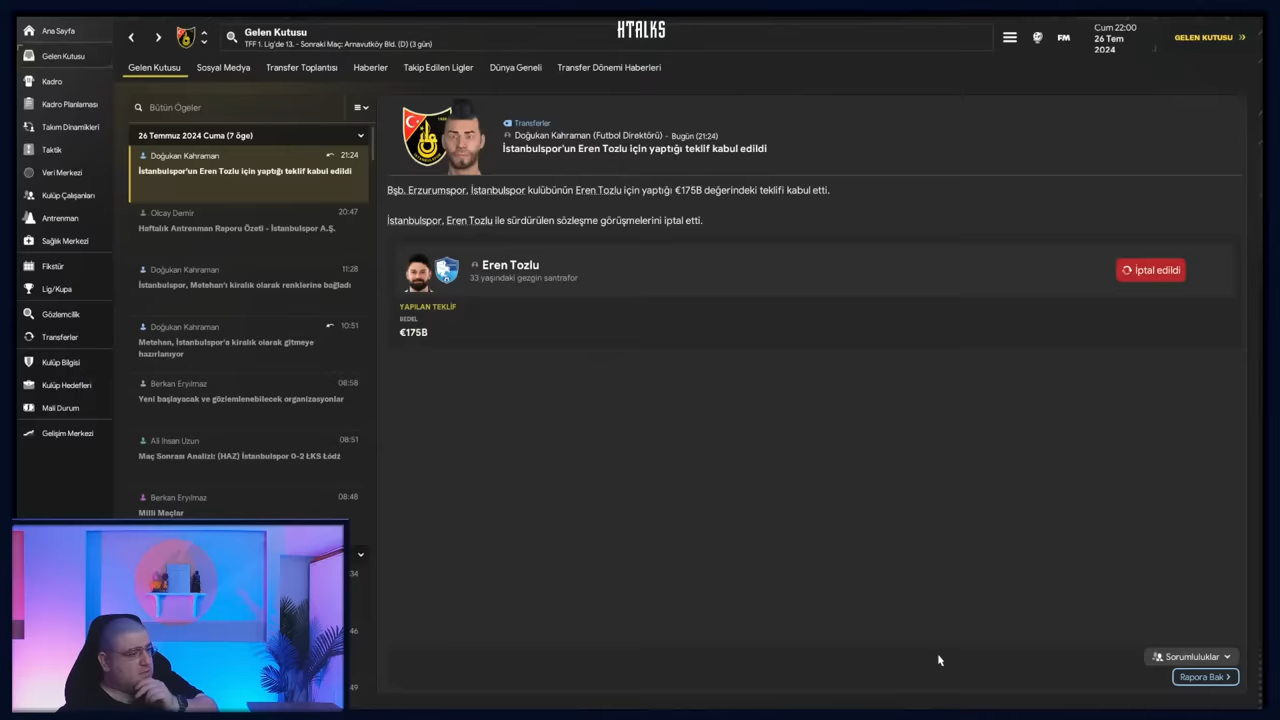 HTALKS
Ana Sayfa
Gelen Kutusu
Kadro
Kadro Planlaması
Takım Dinamikleri
Taktik
Veri Merkezi
Kulüp Çalışanları
Antrenman
Sağlık Merkezi
Fikstür
Lig/Kupa
Gözlemcilik
Transferler
Kulüp Bilgisi
Kulüp Hedefleri
Mali Durum
Gelişim Merkezi
Gelen Kutusu
TFF 1. Lig'de 13. - Sonraki Maç: Arnavutköy Bld. (D) (3 gün)
FM
Cum 22:00
26 Tem
2024
GELEN KUTUSU
Gelen Kutusu Sosyal Medya Transfer Toplantısı Haberler Takip Edilen Ligler Dünya Geneli Transfer Dönemi Haberleri
Bütün Ögeler
26 Temmuz 2024 Cuma (7 öge)
Doğukan Kahraman 21:24
İstanbulspor'un Eren Tozlu için yaptığı teklif kabul edildi
Olcay Demir 20:47
Haftalık Antrenman Raporu Özeti - İstanbulspor A.Ş.
Doğukan Kahraman 11:28
İstanbulspor, Metehan'ı kiralık olarak renklerine bağladı
Doğukan Kahraman 10:51
Metehan, İstanbulspor'a kiralık olarak gitmeye
hazırlanıyor
Berkan Eryılmaz 08:58
Yeni başlayacak ve gözlemlenebilecek organizasyonlar
Ali İhsan Uzun 08:51
Maç Sonrası Analizi: (HAZ) İstanbulspor 0-2 ŁKS Łódź
Berkan Eryılmaz 08:48
Milli Maçlar
34
46
49
Transferler
Doğukan Kahraman (Futbol Direktörü) - Bugün (21:24)
İstanbulspor'un Eren Tozlu için yaptığı teklif kabul edildi
Bşb. Erzurumspor, İstanbulspor kulübünün Eren Tozlu için yaptığı €175B değerindeki teklifi kabul etti.
İstanbulspor, Eren Tozlu ile sürdürülen sözleşme görüşmelerini iptal etti.
Eren Tozlu
33 yaşındaki gezgin santrafor
İptal edildi
YAPILAN TEKLİF
BEDEL
€175B
Sorumluluklar
Rapora Bak